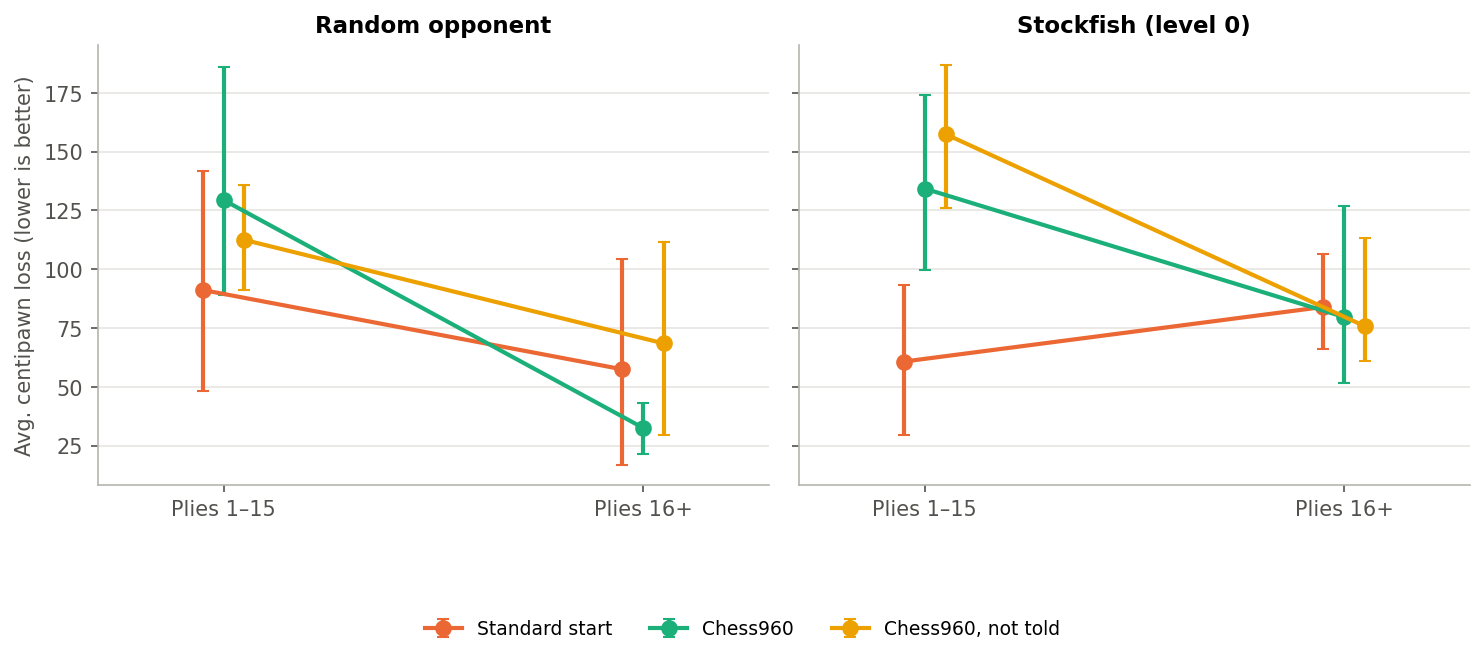 Random opponent
Stockfish (level 0)
Avg. centipawn loss (lower is better)
175
150
125
100
75
50
25
Plies 1–15
Plies 16+
Plies 1–15
Plies 16+
Standard start
Chess960
Chess960, not told